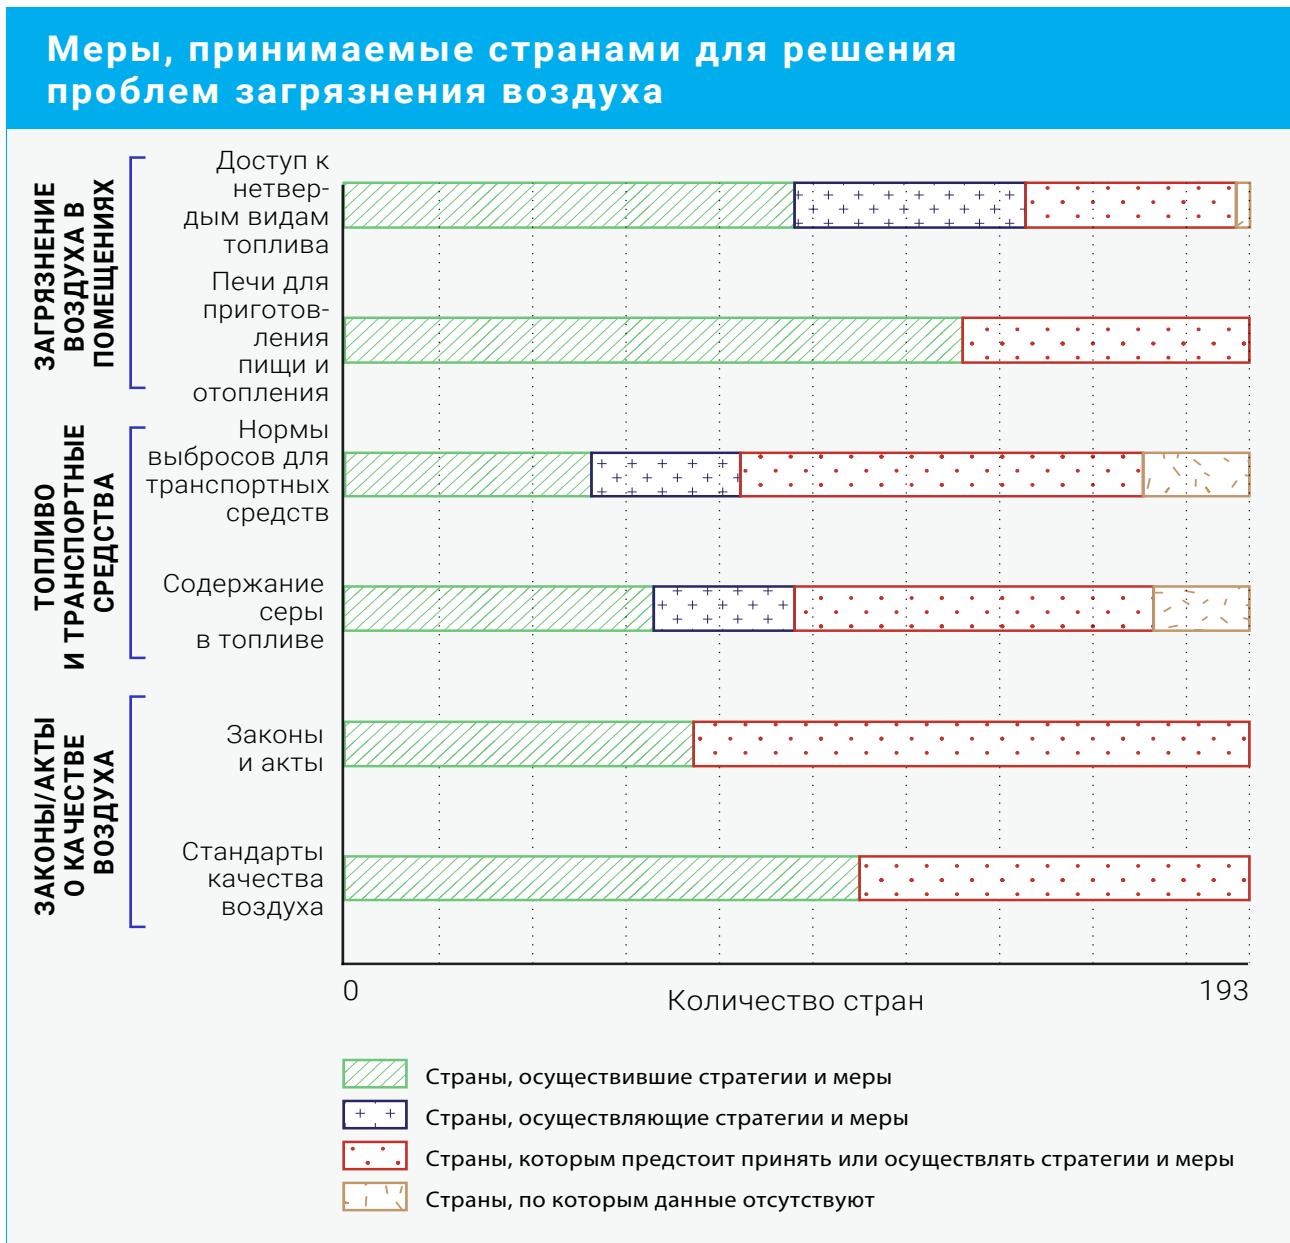 Меры, принимаемые странами для решения
проблем загрязнения воздуха
ЗАГРЯЗНЕНИЕ
ВОЗДУХА В
ПОМЕЩЕНИЯХ
Доступ к
нетвер-
дым видам
топлива
Печи для
приготов-
ления
пищи и
отопления
ТОПЛИВО
И ТРАНСПОРТНЫЕ
СРЕДСТВА
Нормы
выбросов для
транспортных
средств
Содержание
серы
в топливе
ЗАКОНЫ/АКТЫ
О КАЧЕСТВЕ
ВОЗДУХА
Законы
и акты
Стандарты
качества
воздуха
0
Количество стран
193
Страны, осуществившие стратегии и меры
Страны, осуществляющие стратегии и меры
Страны, которым предстоит принять или осуществлять стратегии и меры
Страны, по которым данные отсутствуют